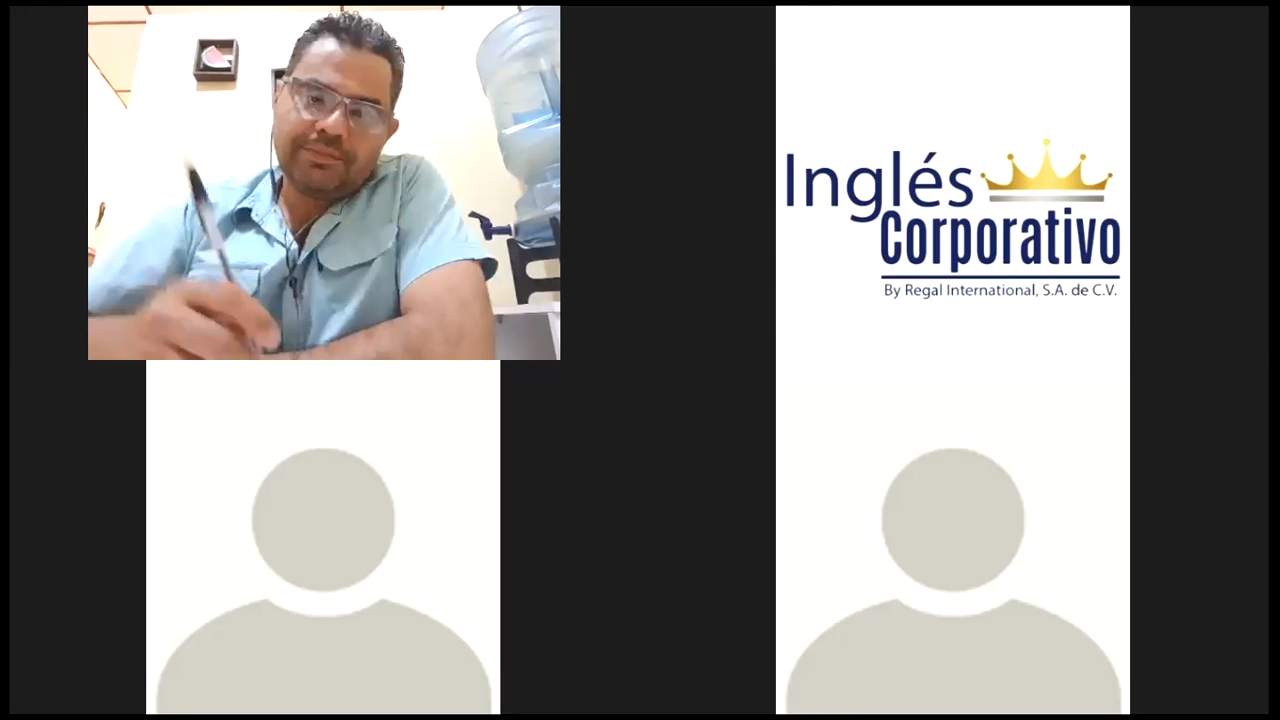 Inglés
Corporativo
By Regal International, S.A. de C.V.